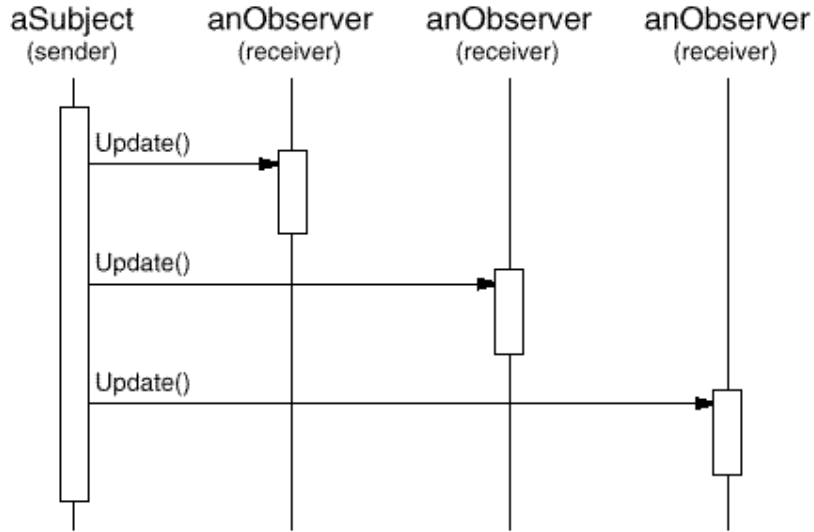 aSubject
(sender)
anObserver
(receiver)
anObserver
(receiver)
anObserver
(receiver)
Update()
Update()
Update()